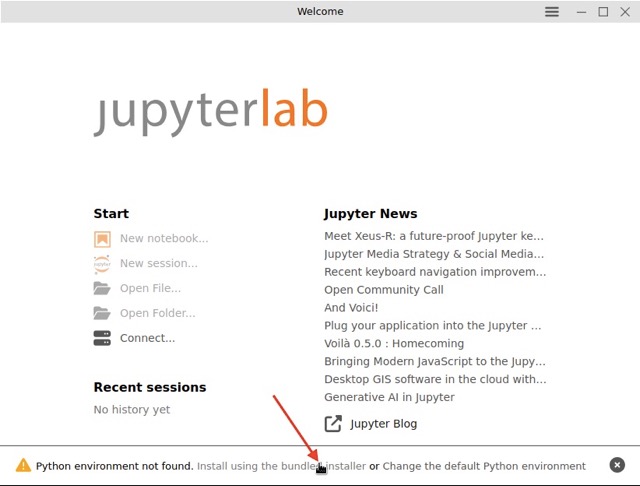 Welcome
jupyterlab
Start
New notebook...
New session...
Open File...
Open Folder...
Connect...
Recent sessions
No history yet
Jupyter News
Meet Xeus-R: a future-proof Jupyter ke...
Jupyter Media Strategy & Social Media...
Recent keyboard navigation improvem...
Open Community Call
And Voici!
Plug your application into the Jupyter ...
Voilà 0.5.0 : Homecoming
Bringing Modern JavaScript to the Jupy...
Desktop GIS software in the cloud with...
Generative AI in Jupyter
Jupyter Blog
Python environment not found. Install using the bundled installer or Change the default Python environment